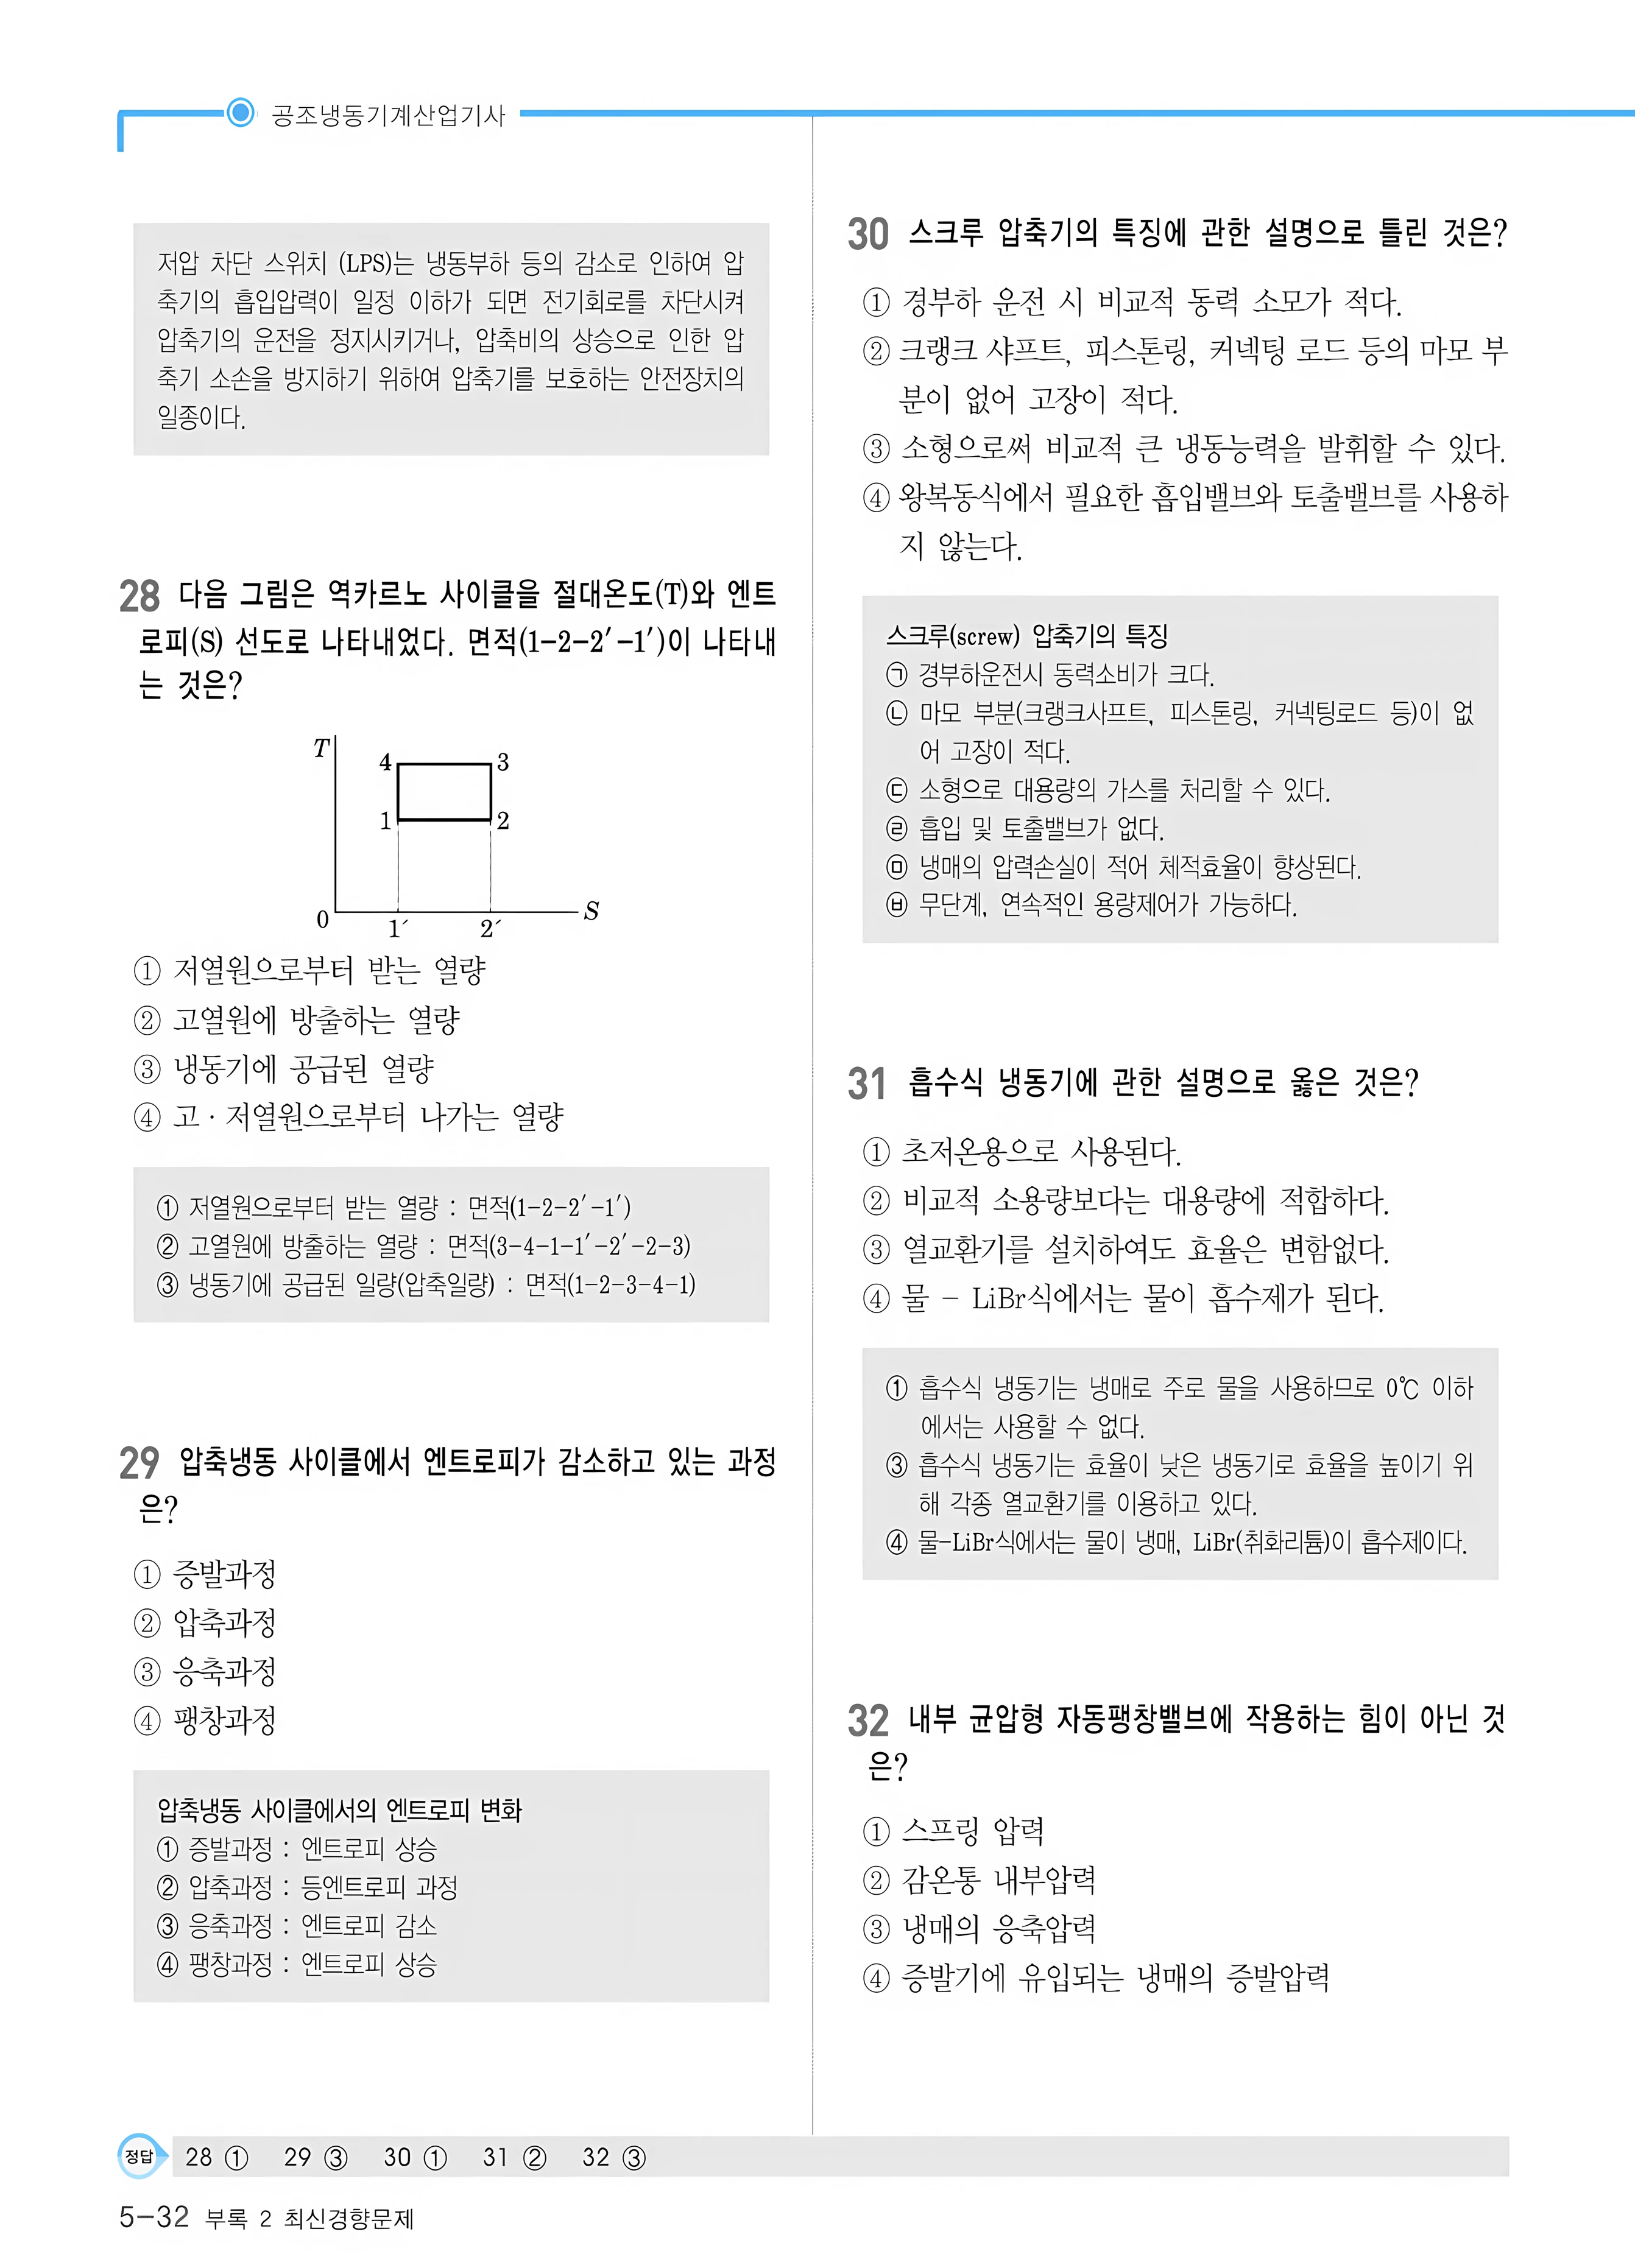 공조냉동기계산업기사
저압 차단 스위치 (LPS)는 냉동부하 등의 감소로 인하여 압
축기의 흡입압력이 일정 이하가 되면 전기회로를 차단시켜
압축기의 운전을 정지시키거나, 압축비의 상승으로 인한 압
축기 소손을 방지하기 위하여 압축기를 보호하는 안전장치의
일종이다.
28 다음 그림은 역카르노 사이클을 절대온도(T)와 엔트
로피(S) 선도로 나타내었다. 면적(1-2-2′-1′)이 나타내
는 것은?
T
4 3
1 2
0 1′ 2′ S
① 저열원으로부터 받는 열량
② 고열원에 방출하는 열량
③ 냉동기에 공급된 열량
④ 고·저열원으로부터 나가는 열량
① 저열원으로부터 받는 열량 : 면적(1-2-2′-1′)
② 고열원에 방출하는 열량 : 면적(3-4-1-1′-2′-2-3)
③ 냉동기에 공급된 일량(압축일량) : 면적(1-2-3-4-1)
29 압축냉동 사이클에서 엔트로피가 감소하고 있는 과정
은?
① 증발과정
② 압축과정
③ 응축과정
④ 팽창과정
압축냉동 사이클에서의 엔트로피 변화
① 증발과정 : 엔트로피 상승
② 압축과정 : 등엔트로피 과정
③ 응축과정 : 엔트로피 감소
④ 팽창과정 : 엔트로피 상승
30 스크루 압축기의 특징에 관한 설명으로 틀린 것은?
① 경부하 운전 시 비교적 동력 소모가 적다.
② 크랭크 샤프트, 피스톤링, 커넥팅 로드 등의 마모 부
분이 없어 고장이 적다.
③ 소형으로써 비교적 큰 냉동능력을 발휘할 수 있다.
④ 왕복동식에서 필요한 흡입밸브와 토출밸브를 사용하
지 않는다.
스크루(screw) 압축기의 특징
㉠ 경부하운전시 동력소비가 크다.
㉡ 마모 부분(크랭크사프트, 피스톤링, 커넥팅로드 등)이 없
어 고장이 적다.
㉢ 소형으로 대용량의 가스를 처리할 수 있다.
㉣ 흡입 및 토출밸브가 없다.
㉤ 냉매의 압력손실이 적어 체적효율이 향상된다.
㉥ 무단계, 연속적인 용량제어가 가능하다.
31 흡수식 냉동기에 관한 설명으로 옳은 것은?
① 초저온용으로 사용된다.
② 비교적 소용량보다는 대용량에 적합하다.
③ 열교환기를 설치하여도 효율은 변함없다.
④ 물 - LiBr식에서는 물이 흡수제가 된다.
① 흡수식 냉동기는 냉매로 주로 물을 사용하므로 0℃ 이하
에서는 사용할 수 없다.
③ 흡수식 냉동기는 효율이 낮은 냉동기로 효율을 높이기 위
해 각종 열교환기를 이용하고 있다.
④ 물-LiBr식에서는 물이 냉매, LiBr(취화리튬)이 흡수제이다.
32 내부 균압형 자동팽창밸브에 작용하는 힘이 아닌 것
은?
① 스프링 압력
② 감온통 내부압력
③ 냉매의 응축압력
④ 증발기에 유입되는 냉매의 증발압력
정답 28 ① 29 ③ 30 ① 31 ② 32 ③
5-32 부록 2 최신경향문제